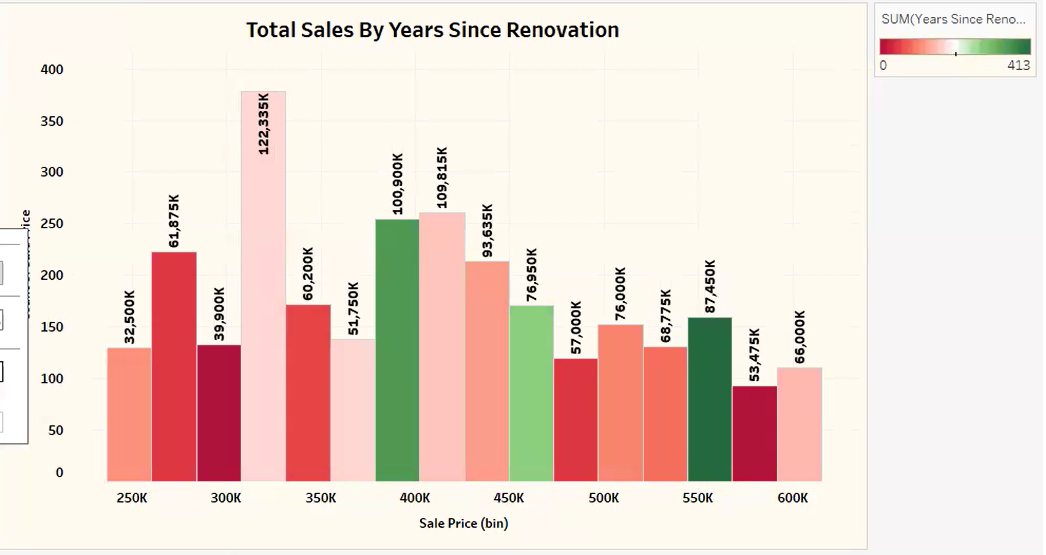 Total Sales By Years Since Renovation
SUM(Years Since Reno...
0 413
400
350
300
250
200
150
100
50
0
32,500K
61,875K
39,900K
122,335K
60,200K
51,750K
100,900K
109,815K
93,635K
76,950K
57,000K
76,000K
68,775K
87,450K
53,475K
66,000K
250K 300K 350K 400K 450K 500K 550K 600K
Sale Price (bin)